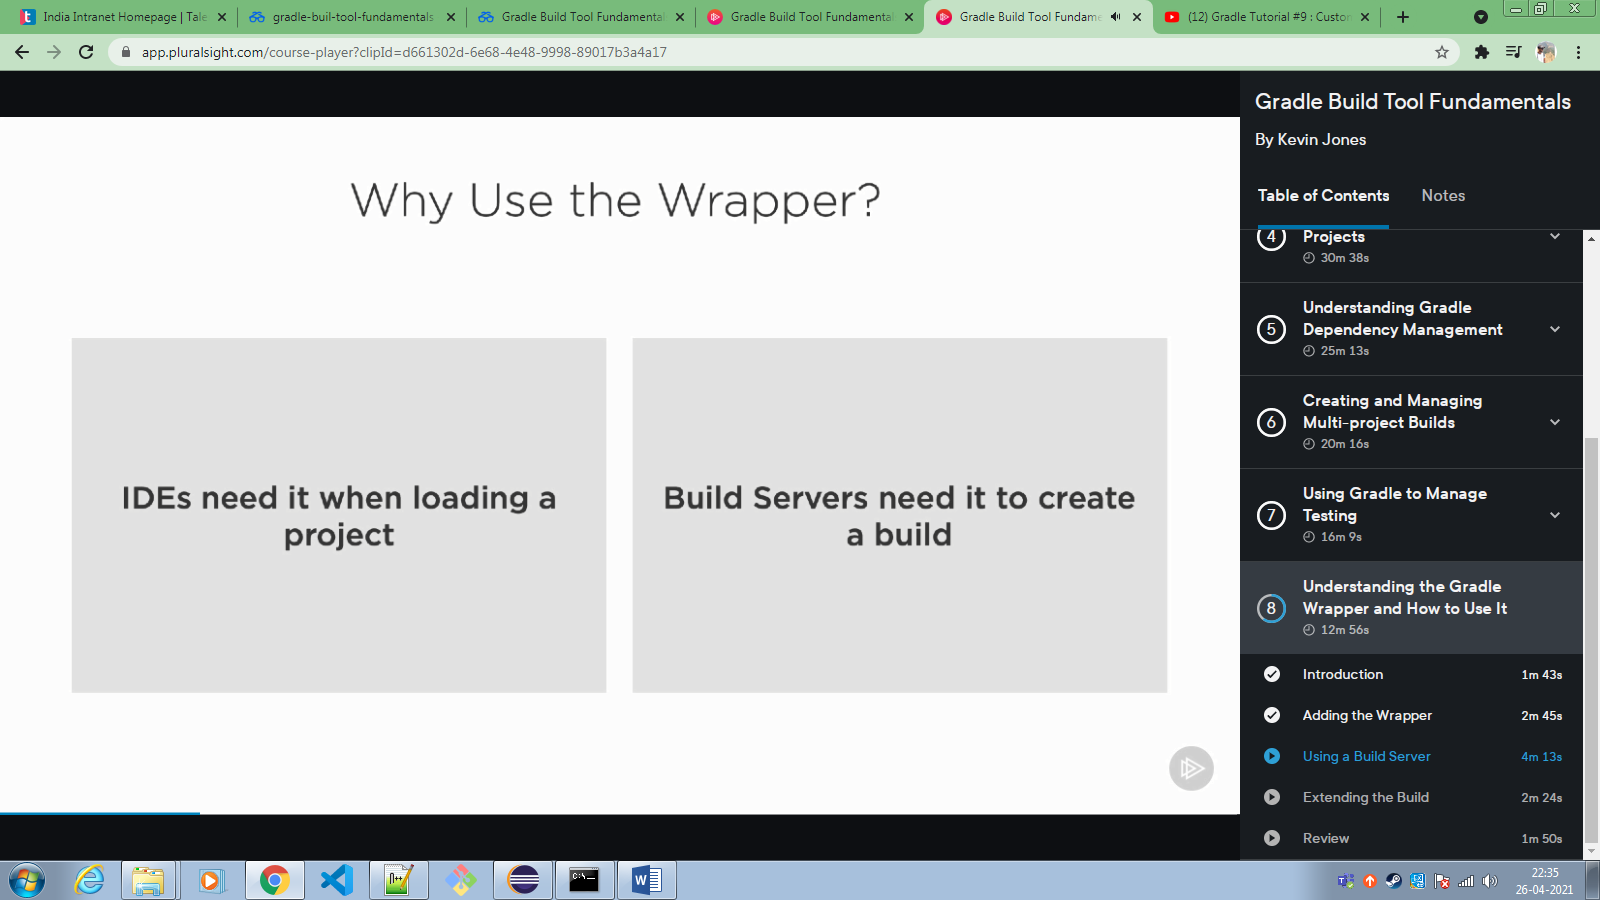 India Intranet Homepage | Tale
gradle-buil-tool-fundamentals
Gradle Build Tool Fundamental
Gradle Build Tool Fundamental
Gradle Build Tool Fundame
(12) Gradle Tutorial #9 : Custon
app.pluralsight.com/course-player?clipId=d661302d-6e68-4e48-9998-89017b3a4a17
Why Use the Wrapper?
IDEs need it when loading a
project
Build Servers need it to create
a build
Gradle Build Tool Fundamentals
By Kevin Jones
Table of Contents
Notes
4
Projects
30m 38s
5
Understanding Gradle
Dependency Management
25m 13s
6
Creating and Managing
Multi-project Builds
20m 16s
7
Using Gradle to Manage
Testing
16m 9s
8
Understanding the Gradle
Wrapper and How to Use It
12m 56s
Introduction 1m 43s
Adding the Wrapper 2m 45s
Using a Build Server 4m 13s
Extending the Build 2m 24s
Review 1m 50s
22:35
26-04-2021